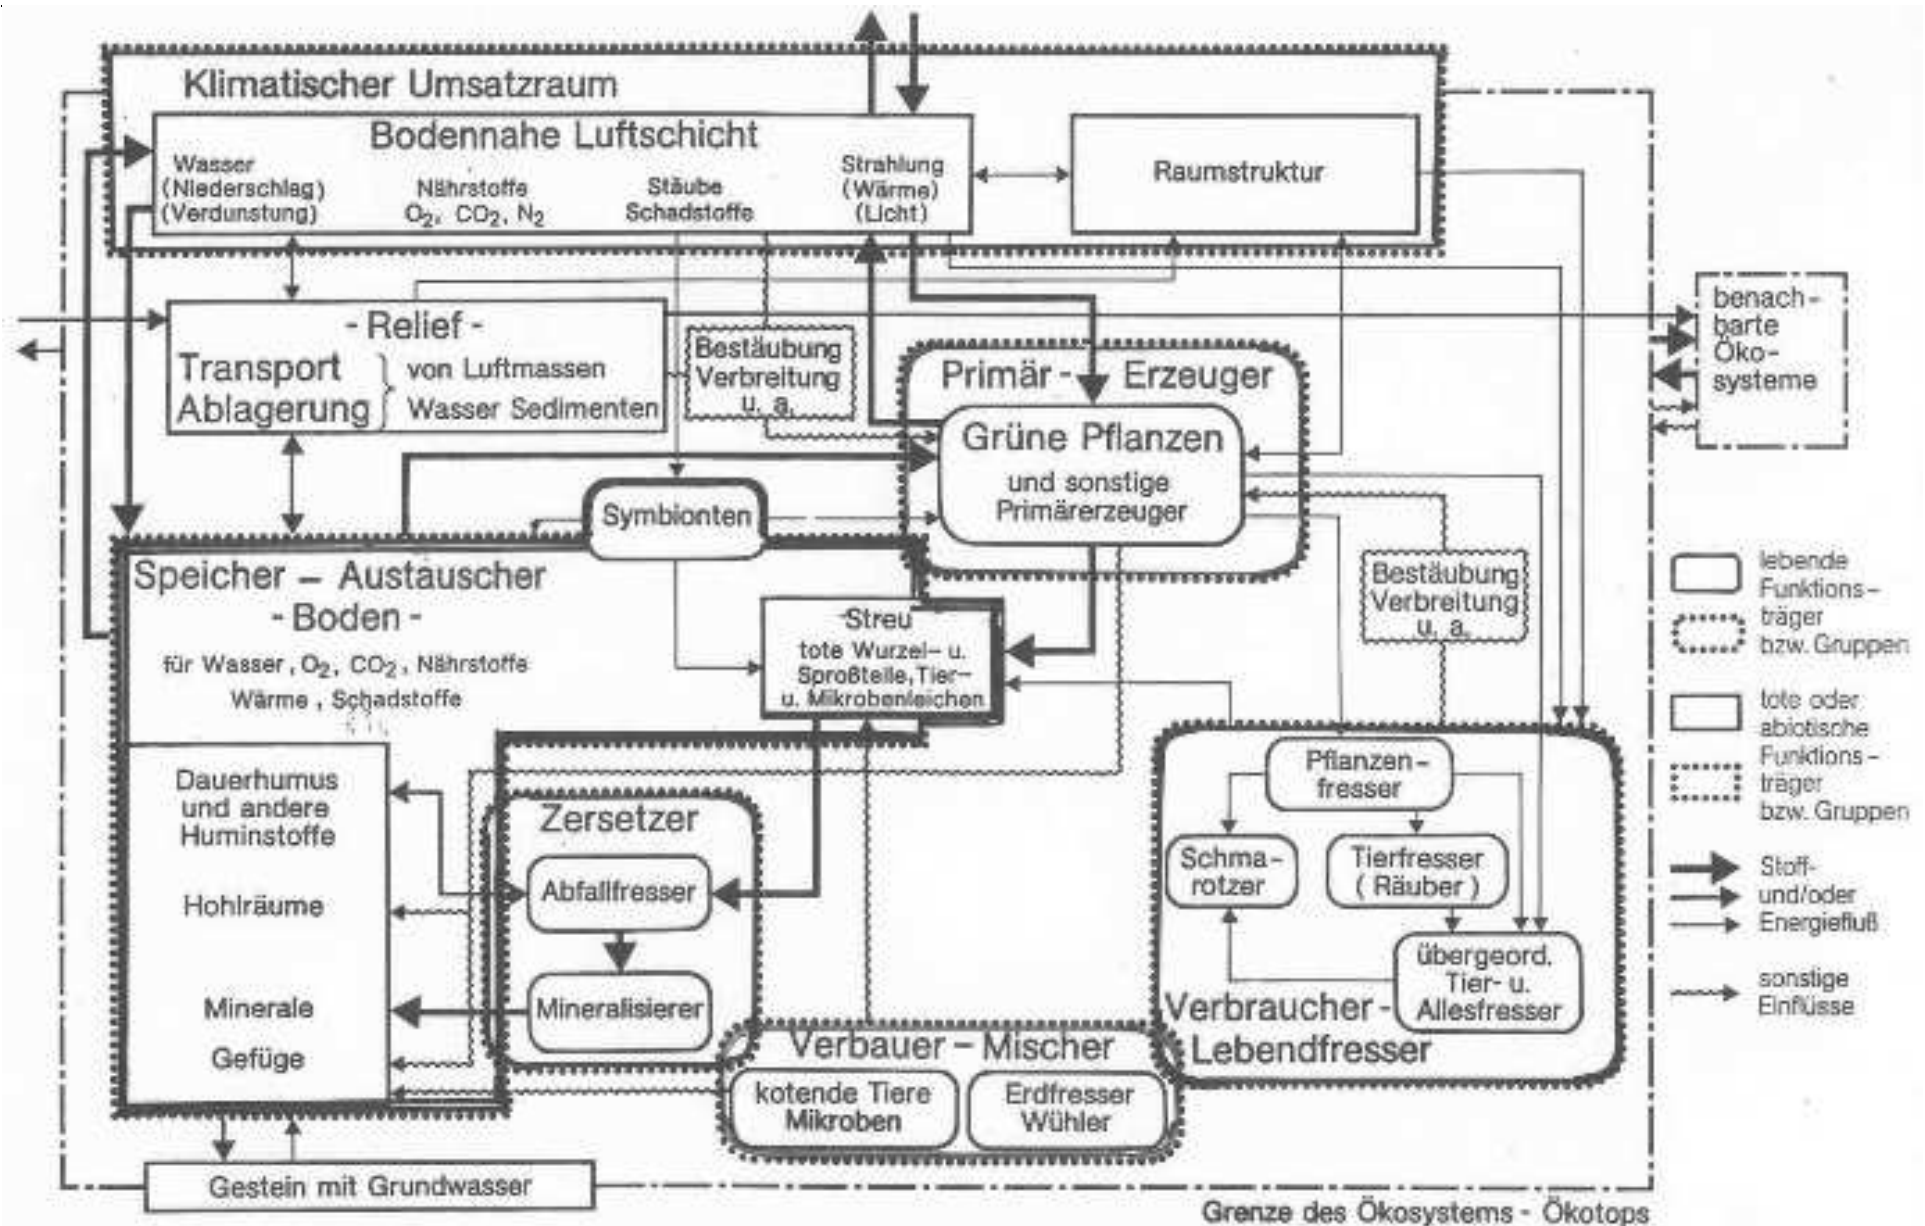 Klimatischer Umsatzraum
Bodennahe Luftschicht
Wasser
(Niederschlag)
(Verdunstung)
Nährstoffe
O₂, CO₂, N₂
Stäube
Schadstoffe
Strahlung
(Wärme)
(Licht)
Raumstruktur
- Relief -
Transport
Ablagerung
von Luftmassen
Wasser Sedimenten
Bestäubung
Verbreitung
u. a.
Primär - Erzeuger
Grüne Pflanzen
und sonstige
Primärerzeuger
benach-
barte
Öko-
systeme
Symbionten
Speicher - Austauscher
- Boden -
für Wasser, O₂, CO₂, Nährstoffe
Wärme, Schadstoffe
Streu
tote Wurzel- u.
Sproßteile, Tier-
u. Mikrobenleichen
Bestäubung
Verbreitung
u. a.
Dauerhumus
und andere
Huminstoffe
Hohlräume
Minerale
Gefüge
Zersetzer
Abfallfresser
Mineralisierer
Pflanzen-
fresser
Schma-
rotzer
Tierfresser
(Räuber)
übergeord.
Tier- u.
Allesfresser
Verbraucher-
Lebendfresser
Verbauer - Mischer
kotende Tiere
Mikroben
Erdfresser
Wühler
Gestein mit Grundwasser
Grenze des Ökosystems - Ökotops
lebende
Funktions-
träger
bzw. Gruppen
tote oder
abiotische
Funktions-
träger
bzw. Gruppen
Stoff-
und/oder
Energiefluß
sonstige
Einflüsse